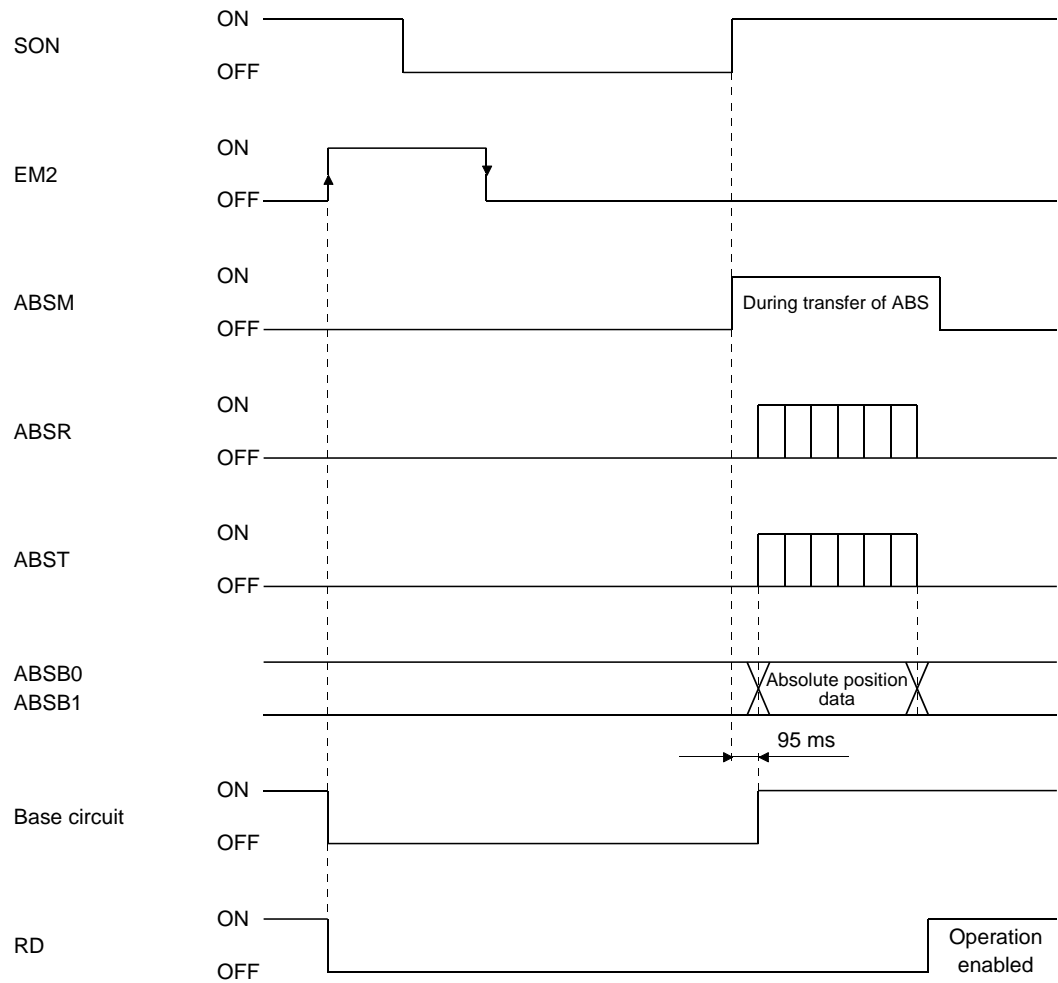 SON
ON
OFF
EM2
ON
OFF
ABSM
ON
OFF
During transfer of ABS
ABSR
ON
OFF
ABST
ON
OFF
ABSB0
ABSB1
Absolute position
data
95 ms
Base circuit
ON
OFF
RD
ON
OFF
Operation
enabled